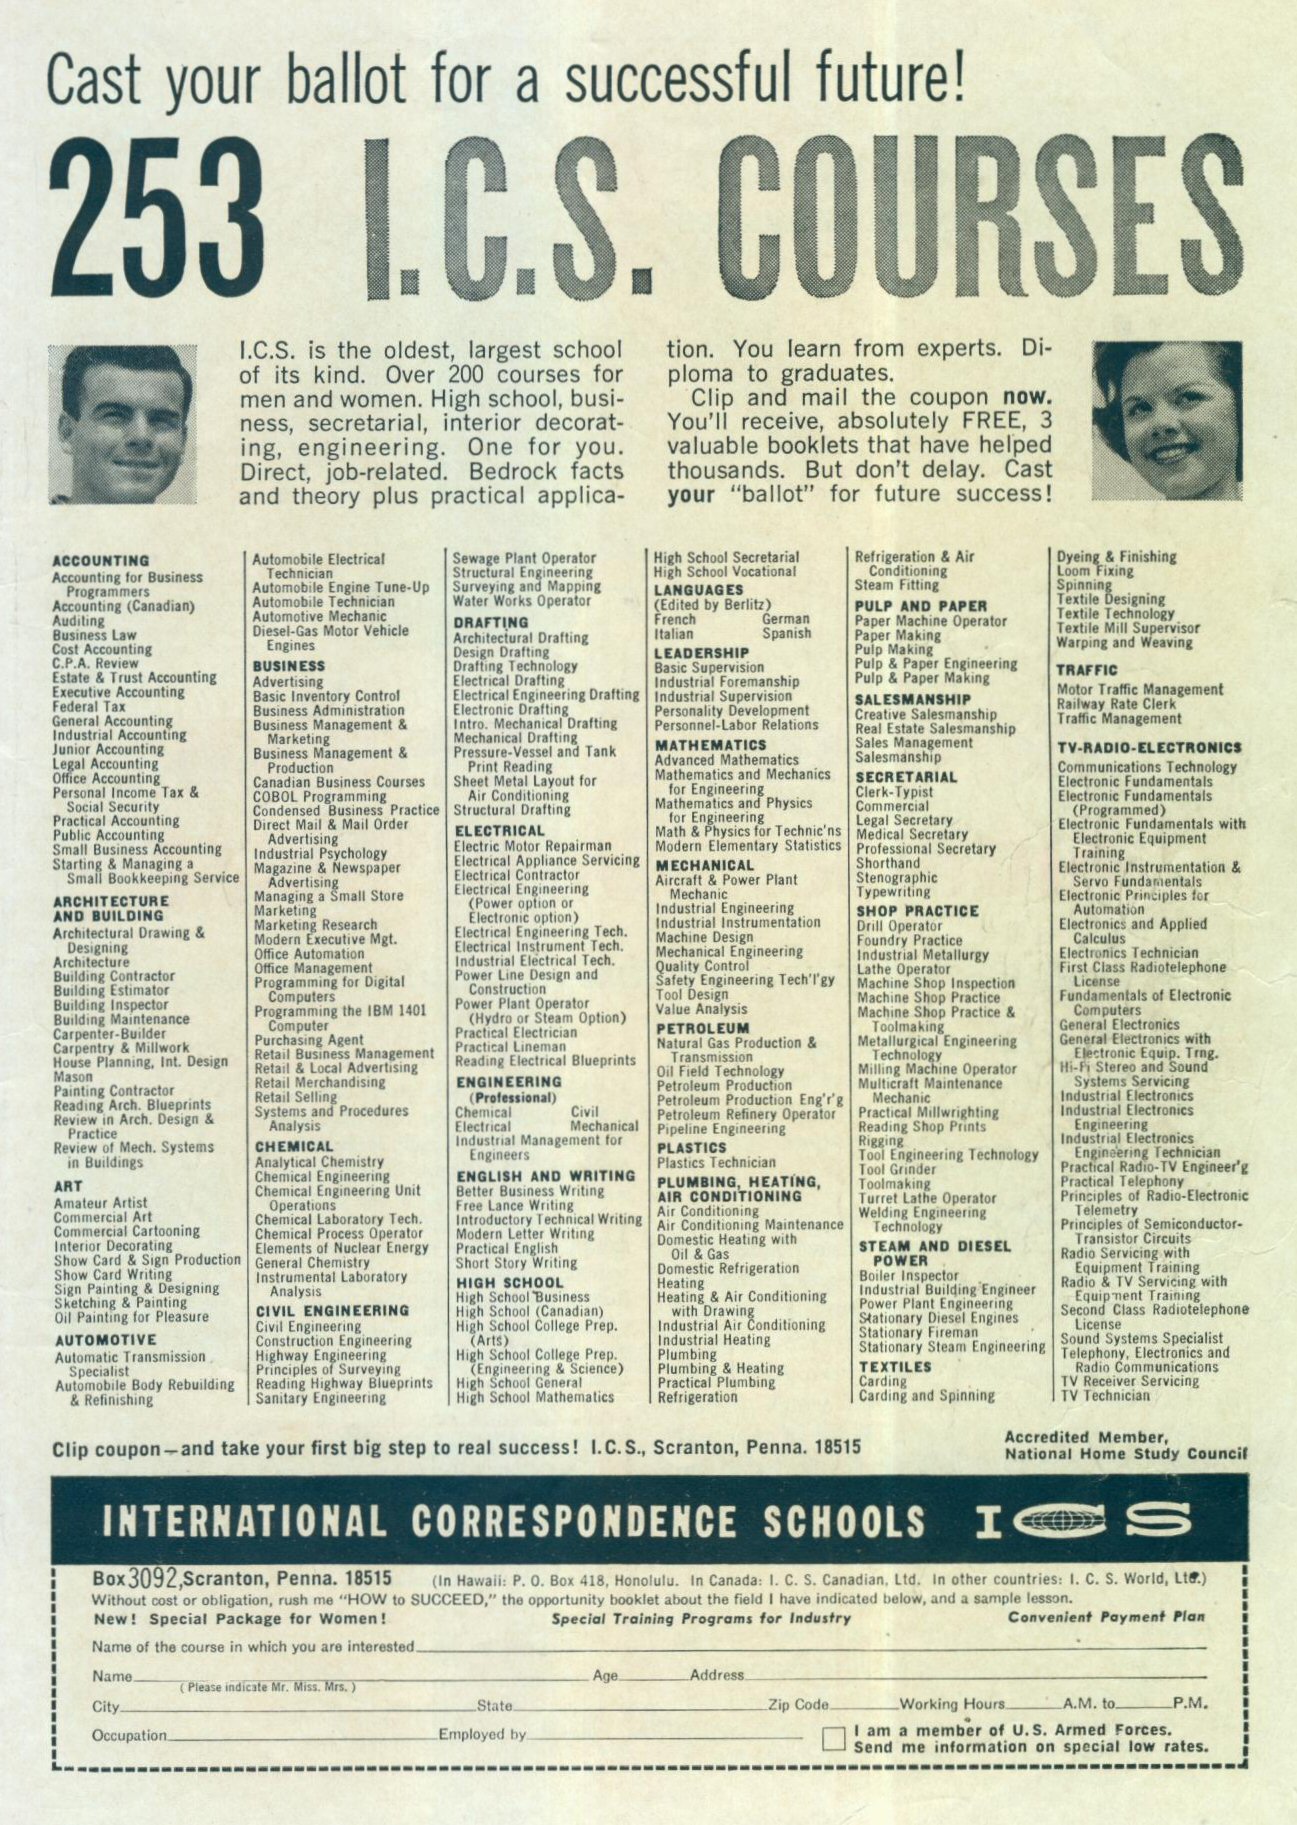 Cast your ballot for a successful future!
253 I.C.S. COURSES
I.C.S. is the oldest, largest school
of its kind. Over 200 courses for
men and women. High school, busi-
ness, secretarial, interior decorat-
ing, engineering. One for you.
Direct, job-related. Bedrock facts
and theory plus practical applica-
tion. You learn from experts. Di-
ploma to graduates.
Clip and mail the coupon now.
You'll receive, absolutely FREE, 3
valuable booklets that have helped
thousands. But don't delay. Cast
your "ballot" for future success!
ACCOUNTING
Accounting for Business
Programmers
Accounting (Canadian)
Auditing
Business Law
Cost Accounting
C.P.A. Review
Estate & Trust Accounting
Executive Accounting
Federal Tax
General Accounting
Industrial Accounting
Junior Accounting
Legal Accounting
Office Accounting
Personal Income Tax &
Social Security
Practical Accounting
Public Accounting
Small Business Accounting
Starting & Managing a
Small Bookkeeping Service
ARCHITECTURE
AND BUILDING
Architectural Drawing &
Designing
Architecture
Building Contractor
Building Estimator
Building Inspector
Building Maintenance
Carpenter-Builder
Carpentry & Millwork
House Planning, Int. Design
Mason
Painting Contractor
Reading Arch. Blueprints
Review in Arch. Design &
Practice
Review of Mech. Systems
in Buildings
ART
Amateur Artist
Commercial Art
Commercial Cartooning
Interior Decorating
Show Card & Sign Production
Show Card Writing
Sign Painting & Designing
Sketching & Painting
Oil Painting for Pleasure
AUTOMOTIVE
Automatic Transmission
Specialist
Automobile Body Rebuilding
& Refinishing
Automobile Electrical
Technician
Automobile Engine Tune-Up
Automobile Technician
Automotive Mechanic
Diesel-Gas Motor Vehicle
Engines
BUSINESS
Advertising
Basic Inventory Control
Business Administration
Business Management &
Marketing
Business Management &
Production
Canadian Business Courses
COBOL Programming
Condensed Business Practice
Direct Mail & Mail Order
Advertising
Industrial Psychology
Magazine & Newspaper
Advertising
Managing a Small Store
Marketing
Marketing Research
Modern Executive Mgt.
Office Automation
Office Management
Programming for Digital
Computers
Programming the IBM 1401
Computer
Purchasing Agent
Retail Business Management
Retail & Local Advertising
Retail Merchandising
Retail Selling
Systems and Procedures
Analysis
CHEMICAL
Analytical Chemistry
Chemical Engineering
Chemical Engineering Unit
Operations
Chemical Laboratory Tech.
Chemical Process Operator
Elements of Nuclear Energy
General Chemistry
Instrumental Laboratory
Analysis
CIVIL ENGINEERING
Civil Engineering
Construction Engineering
Highway Engineering
Principles of Surveying
Reading Highway Blueprints
Sanitary Engineering
Sewage Plant Operator
Structural Engineering
Surveying and Mapping
Water Works Operator
DRAFTING
Architectural Drafting
Design Drafting
Drafting Technology
Electrical Drafting
Electrical Engineering Drafting
Electronic Drafting
Intro. Mechanical Drafting
Mechanical Drafting
Pressure-Vessel and Tank
Print Reading
Sheet Metal Layout for
Air Conditioning
Structural Drafting
ELECTRICAL
Electric Motor Repairman
Electrical Appliance Servicing
Electrical Contractor
Electrical Engineering
(Power option or
Electronic option)
Electrical Engineering Tech.
Electrical Instrument Tech.
Industrial Electrical Tech.
Power Line Design and
Construction
Power Plant Operator
(Hydro or Steam Option)
Practical Electrician
Practical Lineman
Reading Electrical Blueprints
ENGINEERING
(Professional)
Chemical Civil
Electrical Mechanical
Industrial Management for
Engineers
ENGLISH AND WRITING
Better Business Writing
Free Lance Writing
Introductory Technical Writing
Modern Letter Writing
Practical English
Short Story Writing
HIGH SCHOOL
High School Business
High School (Canadian)
High School College Prep.
(Arts)
High School College Prep.
(Engineering & Science)
High School General
High School Mathematics
High School Secretarial
High School Vocational
LANGUAGES
(Edited by Berlitz)
French German
Italian Spanish
LEADERSHIP
Basic Supervision
Industrial Foremanship
Industrial Supervision
Personality Development
Personnel-Labor Relations
MATHEMATICS
Advanced Mathematics
Mathematics and Mechanics
for Engineering
Mathematics and Physics
for Engineering
Math & Physics for Technic'ns
Modern Elementary Statistics
MECHANICAL
Aircraft & Power Plant
Mechanic
Industrial Engineering
Industrial Instrumentation
Machine Design
Mechanical Engineering
Quality Control
Safety Engineering Tech'l'gy
Tool Design
Value Analysis
PETROLEUM
Natural Gas Production &
Transmission
Oil Field Technology
Petroleum Production
Petroleum Production Eng'r'g
Petroleum Refinery Operator
Pipeline Engineering
PLASTICS
Plastics Technician
PLUMBING, HEATING,
AIR CONDITIONING
Air Conditioning
Air Conditioning Maintenance
Domestic Heating with
Oil & Gas
Domestic Refrigeration
Heating
Heating & Air Conditioning
with Drawing
Industrial Air Conditioning
Industrial Heating
Plumbing
Plumbing & Heating
Practical Plumbing
Refrigeration
Refrigeration & Air
Conditioning
Steam Fitting
PULP AND PAPER
Paper Machine Operator
Paper Making
Pulp Making
Pulp & Paper Engineering
Pulp & Paper Making
SALESMANSHIP
Creative Salesmanship
Real Estate Salesmanship
Sales Management
Salesmanship
SECRETARIAL
Clerk-Typist
Commercial
Legal Secretary
Medical Secretary
Professional Secretary
Shorthand
Stenographic
Typewriting
SHOP PRACTICE
Drill Operator
Foundry Practice
Industrial Metallurgy
Lathe Operator
Machine Shop Inspection
Machine Shop Practice
Machine Shop Practice &
Toolmaking
Metallurgical Engineering
Technology
Milling Machine Operator
Multicraft Maintenance
Mechanic
Practical Millwrighting
Reading Shop Prints
Rigging
Tool Engineering Technology
Tool Grinder
Toolmaking
Turret Lathe Operator
Welding Engineering
Technology
STEAM AND DIESEL
POWER
Boiler Inspector
Industrial Building Engineer
Power Plant Engineering
Stationary Diesel Engines
Stationary Fireman
Stationary Steam Engineering
TEXTILES
Carding
Carding and Spinning
Dyeing & Finishing
Loom Fixing
Spinning
Textile Designing
Textile Technology
Textile Mill Supervisor
Warping and Weaving
TRAFFIC
Motor Traffic Management
Railway Rate Clerk
Traffic Management
TV-RADIO-ELECTRONICS
Communications Technology
Electronic Fundamentals
Electronic Fundamentals
(Programmed)
Electronic Fundamentals with
Electronic Equipment
Training
Electronic Instrumentation &
Servo Fundamentals
Electronic Principles for
Automation
Electronics and Applied
Calculus
Electronics Technician
First Class Radiotelephone
License
Fundamentals of Electronic
Computers
General Electronics
General Electronics with
Electronic Equip. Trng.
Hi-Fi Stereo and Sound
Systems Servicing
Industrial Electronics
Industrial Electronics
Engineering
Industrial Electronics
Engineering Technician
Practical Radio-TV Engineer'g
Practical Telephony
Principles of Radio-Electronic
Telemetry
Principles of Semiconductor-
Transistor Circuits
Radio Servicing with
Equipment Training
Radio & TV Servicing with
Equipment Training
Second Class Radiotelephone
License
Sound Systems Specialist
Telephony, Electronics and
Radio Communications
TV Receiver Servicing
TV Technician
Clip coupon—and take your first big step to real success! I.C.S., Scranton, Penna. 18515
Accredited Member,
National Home Study Council
INTERNATIONAL CORRESPONDENCE SCHOOLS ICS
Box 3092, Scranton, Penna. 18515 (In Hawaii: P. O. Box 418, Honolulu. In Canada: I. C. S. Canadian, Ltd. In other countries: I. C. S. World, Ltd.)
Without cost or obligation, rush me "HOW to SUCCEED," the opportunity booklet about the field I have indicated below, and a sample lesson.
New! Special Package for Women! Special Training Programs for Industry Convenient Payment Plan
Name of the course in which you are interested
Name Age Address
(Please indicate Mr. Miss. Mrs.)
City State Zip Code Working Hours A.M. to P.M.
Occupation Employed by
I am a member of U.S. Armed Forces.
Send me information on special low rates.